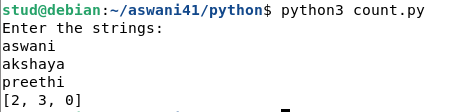 stud@debian:~/aswani41/python$ python3 count.py
Enter the strings:
aswani
akshaya
preethi
[2, 3, 0]